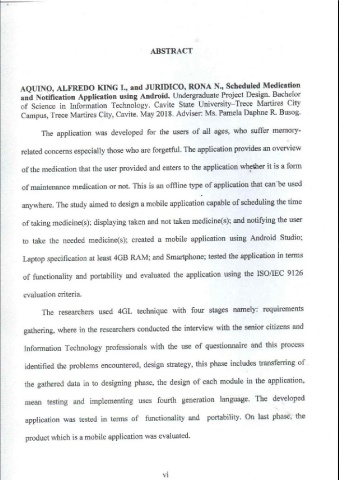 ABSTRACT
AQUINO, ALFREDO KING I., and JURIDICO, RONA N., Scheduled Medication
and Notification Application using Android. Undergraduate Project Design. Bachelor
of Science in Information Technology. Cavite State University–Trece Martires City
Campus, Trece Martires City, Cavite. May 2018. Adviser: Ms. Pamela Daphne R. Busog.
The application was developed for the users of all ages, who suffer memory-
related concerns especially those who are forgetful. The application provides an overview
of the medication that the user provided and enters to the application whether it is a form
of maintenance medication or not. This is an offline type of application that can be used
anywhere. The study aimed to design a mobile application capable of scheduling the time
of taking medicine(s); displaying taken and not taken medicine(s); and notifying the user
to take the needed medicine(s); created a mobile application using Android Studio;
Laptop specification at least 4GB RAM; and Smartphone; tested the application in terms
of functionality and portability and evaluated the application using the ISO/IEC 9126
evaluation criteria.
The researchers used 4GL technique with four stages namely: requirements
gathering, where in the researchers conducted the interview with the senior citizens and
Information Technology professionals with the use of questionnaire and this process
identified the problems encountered, design strategy, this phase includes transferring of
the gathered data in to designing phase, the design of each module in the application,
mean testing and implementing uses fourth generation language. The developed
application was tested in terms of functionality and portability. On last phase, the
product which is a mobile application was evaluated.
vi